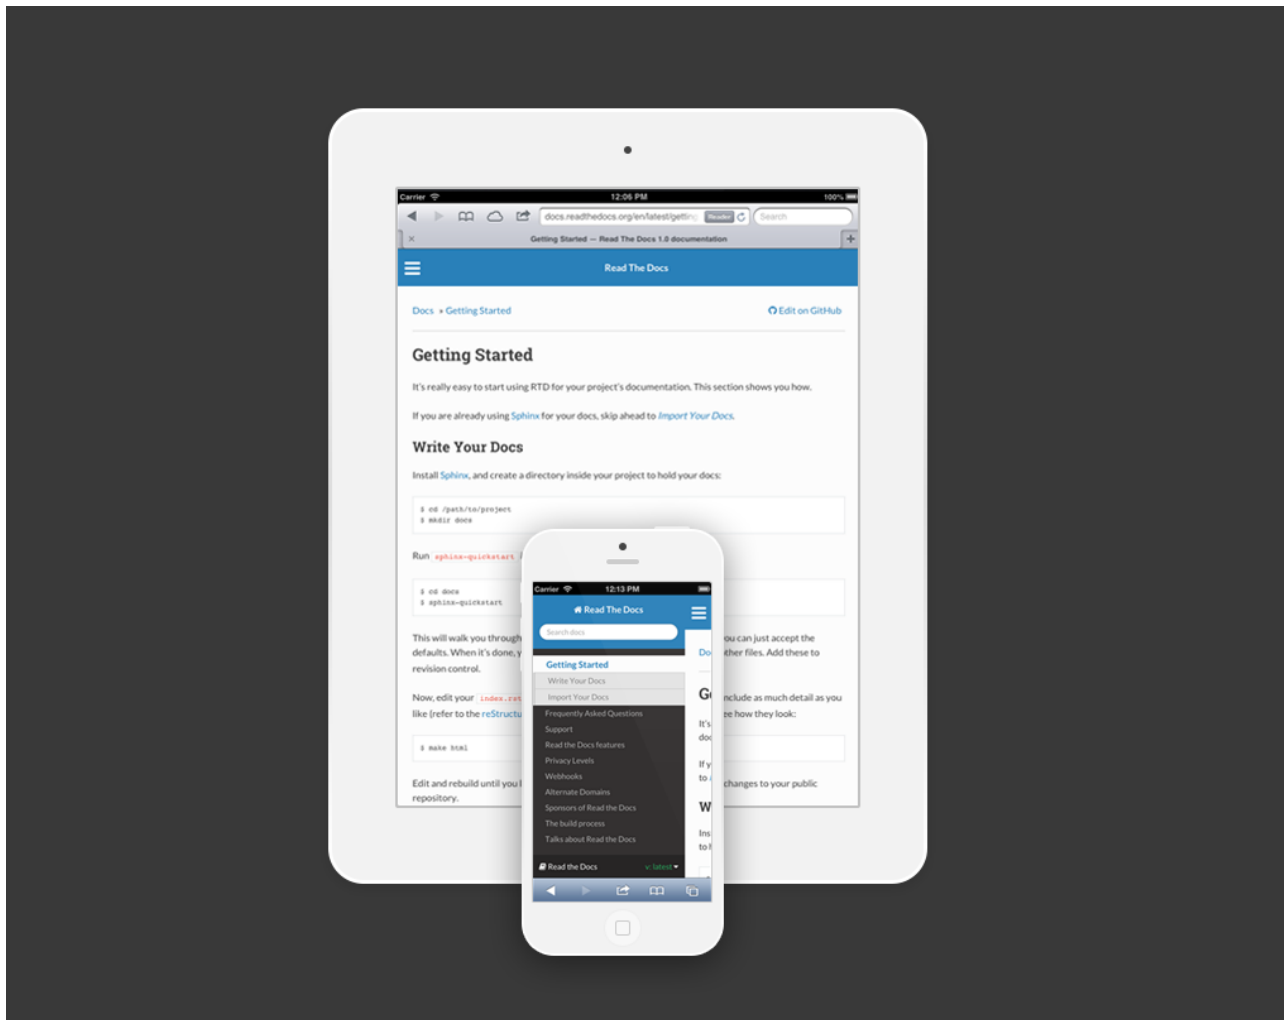 Carrier 12:06 PM 100%
docs.readthedocs.org/en/latest/getting Reader Search
× Getting Started — Read The Docs 1.0 documentation +
Read The Docs
Docs » Getting Started Edit on GitHub
Getting Started
It's really easy to start using RTD for your project's documentation. This section shows you how.
If you are already using Sphinx for your docs, skip ahead to Import Your Docs.
Write Your Docs
Install Sphinx, and create a directory inside your project to hold your docs:
$ cd /path/to/project
$ mkdir docs
Run sphinx-quickstart
$ cd docs
$ sphinx-quickstart
This will walk you through ou can just accept the
defaults. When it's done, y ther files. Add these to
revision control.
Now, edit your index.rst nclude as much detail as you
like (refer to the reStructu ee how they look:
$ make html
Edit and rebuild until you l changes to your public
repository.
Carrier 12:13 PM
Read The Docs
Search docs
Getting Started
Write Your Docs
Import Your Docs
Frequently Asked Questions
Support
Read the Docs features
Privacy Levels
Webhooks
Alternate Domains
Sponsors of Read the Docs
The build process
Talks about Read the Docs
Read the Docs v: latest
Do
G
It's
doc
If y
to
W
Ins
to h